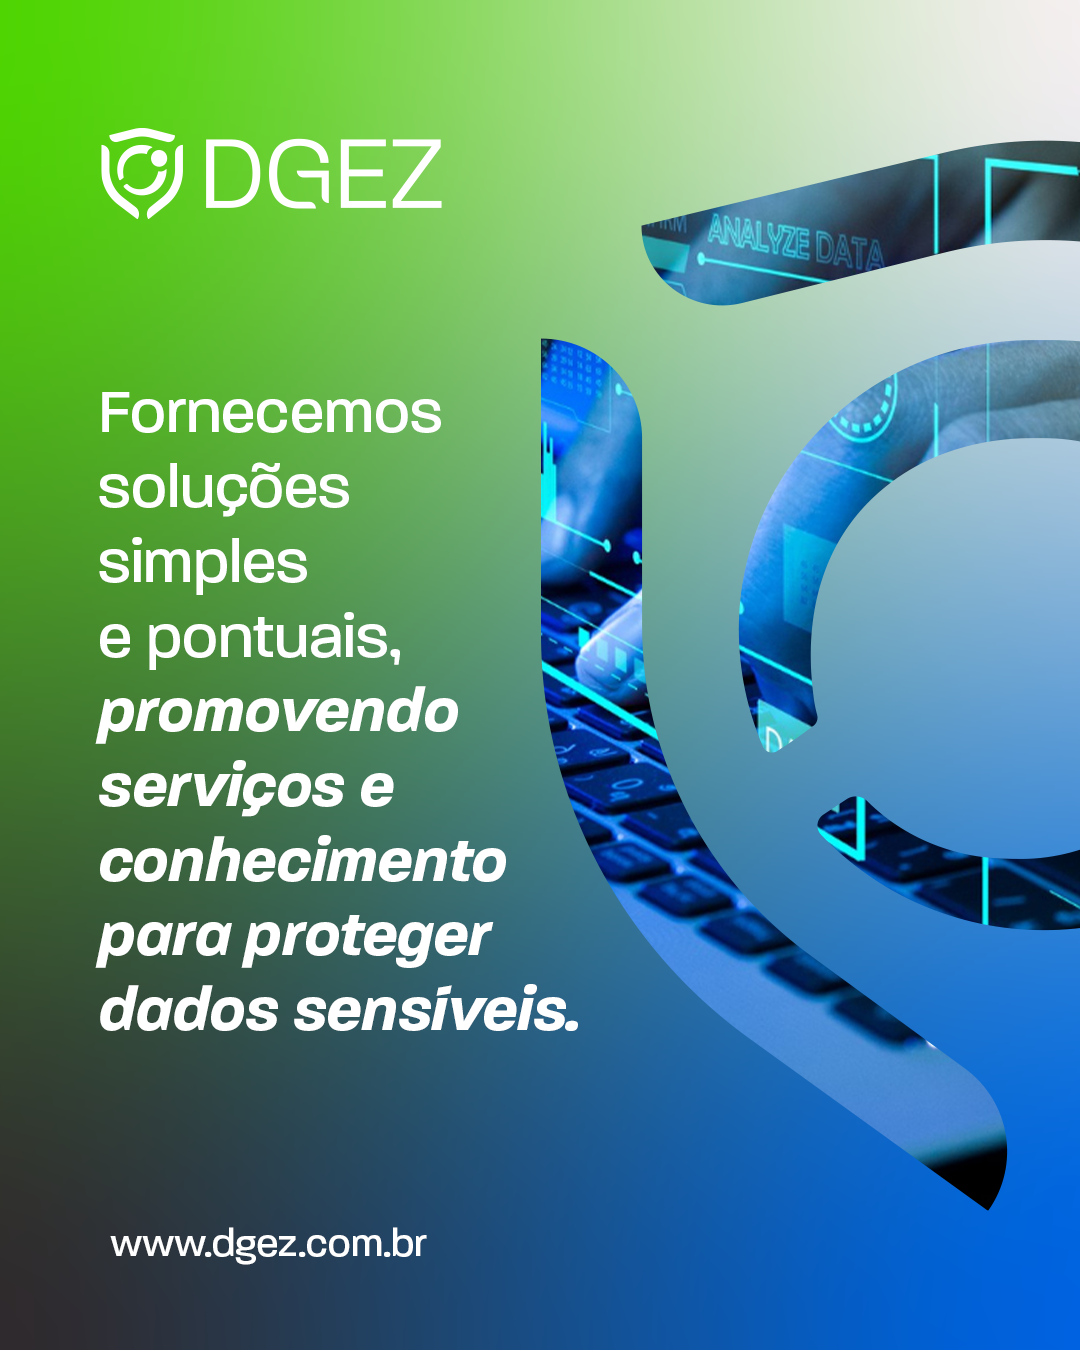 DGEZ
ANALYZE DATA
Fornecemos
soluções
simples
e pontuais,
promovendo
serviços e
conhecimento
para proteger
dados sensíveis.
www.dgez.com.br